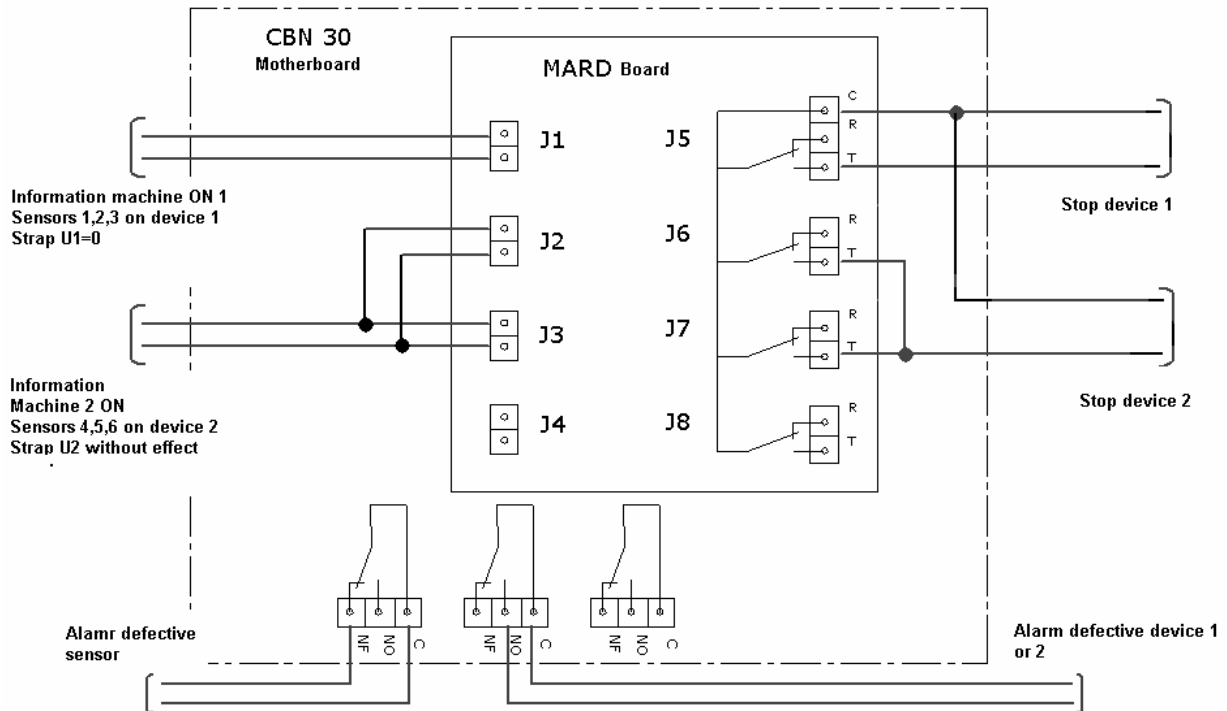 CBN 30
Motherboard
MARD Board
J1
J2
J3
J4
J5
J6
J7
J8
C
R
T
R
T
R
T
R
T
Information machine ON 1
Sensors 1,2,3 on device 1
Strap U1=0
Information
Machine 2 ON
Sensors 4,5,6 on device 2
Strap U2 without effect
Stop device 1
Stop device 2
NF
NO
C
NF
NO
C
NF
NO
C
Alamr defective
sensor
Alarm defective device 1
or 2